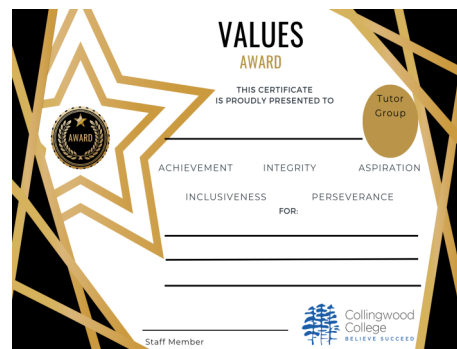 VALUES
AWARD
THIS CERTIFICATE
IS PROUDLY PRESENTED TO
Tutor
Group
AWARD
ACHIEVEMENT INTEGRITY ASPIRATION
INCLUSIVENESS PERSEVERANCE
FOR:
Collingwood
College
BELIEVE SUCCEED
Staff Member